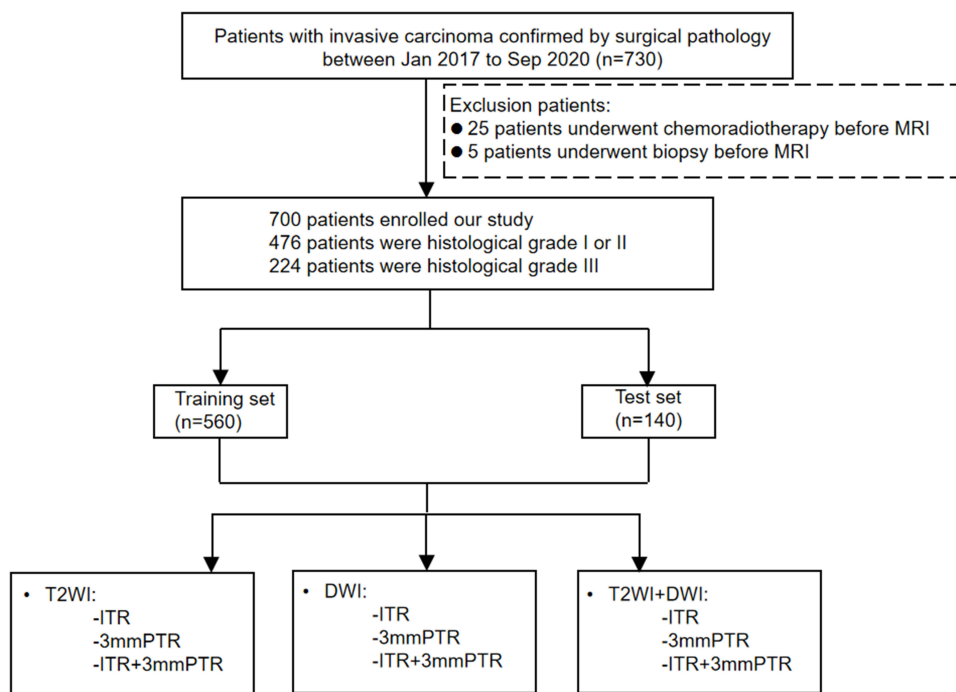 Patients with invasive carcinoma confirmed by surgical pathology
between Jan 2017 to Sep 2020 (n=730)
Exclusion patients:
● 25 patients underwent chemoradiotherapy before MRI
● 5 patients underwent biopsy before MRI
700 patients enrolled our study
476 patients were histological grade I or II
224 patients were histological grade III
Training set
(n=560)
Test set
(n=140)
• T2WI:
-ITR
-3mmPTR
-ITR+3mmPTR
• DWI:
-ITR
-3mmPTR
-ITR+3mmPTR
• T2WI+DWI:
-ITR
-3mmPTR
-ITR+3mmPTR